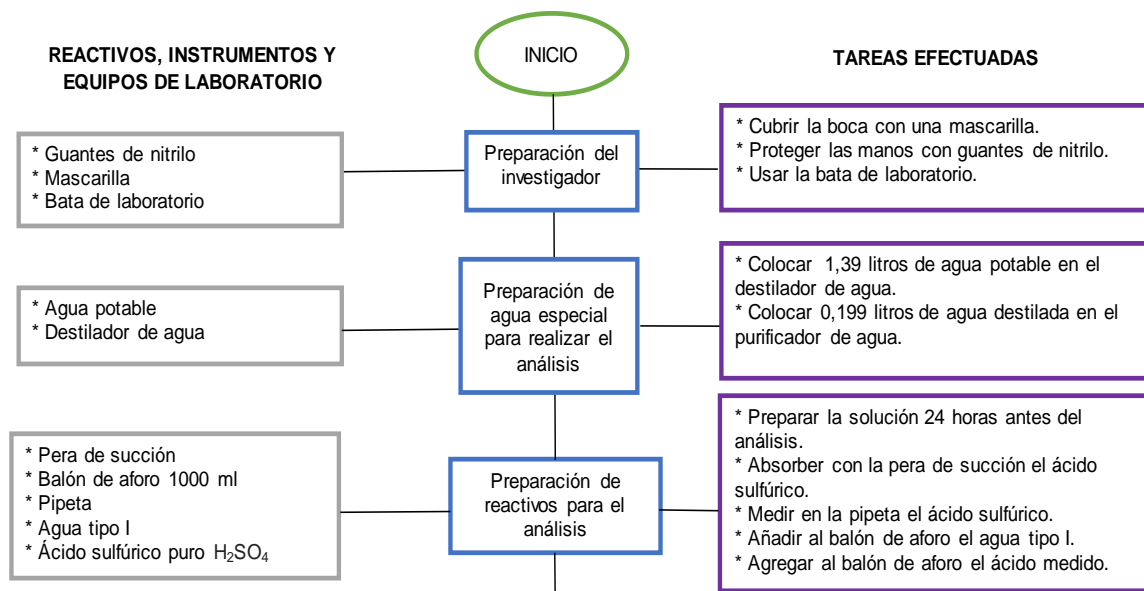 REACTIVOS, INSTRUMENTOS Y
EQUIPOS DE LABORATORIO
INICIO
TAREAS EFECTUADAS
* Guantes de nitrilo
* Mascarilla
* Bata de laboratorio
Preparación del
investigador
* Cubrir la boca con una mascarilla.
* Proteger las manos con guantes de nitrilo.
* Usar la bata de laboratorio.
* Agua potable
* Destilador de agua
Preparación de
agua especial
para realizar el
análisis
* Colocar 1,39 litros de agua potable en el
destilador de agua.
* Colocar 0,199 litros de agua destilada en el
purificador de agua.
* Pera de succión
* Balón de aforo 1000 ml
* Pipeta
* Agua tipo I
* Ácido sulfúrico puro H₂SO₄
Preparación de
reactivos para el
análisis
* Preparar la solución 24 horas antes del
análisis.
* Absorber con la pera de succión el ácido
sulfúrico.
* Medir en la pipeta el ácido sulfúrico.
* Añadir al balón de aforo el agua tipo I.
* Agregar al balón de aforo el ácido medido.